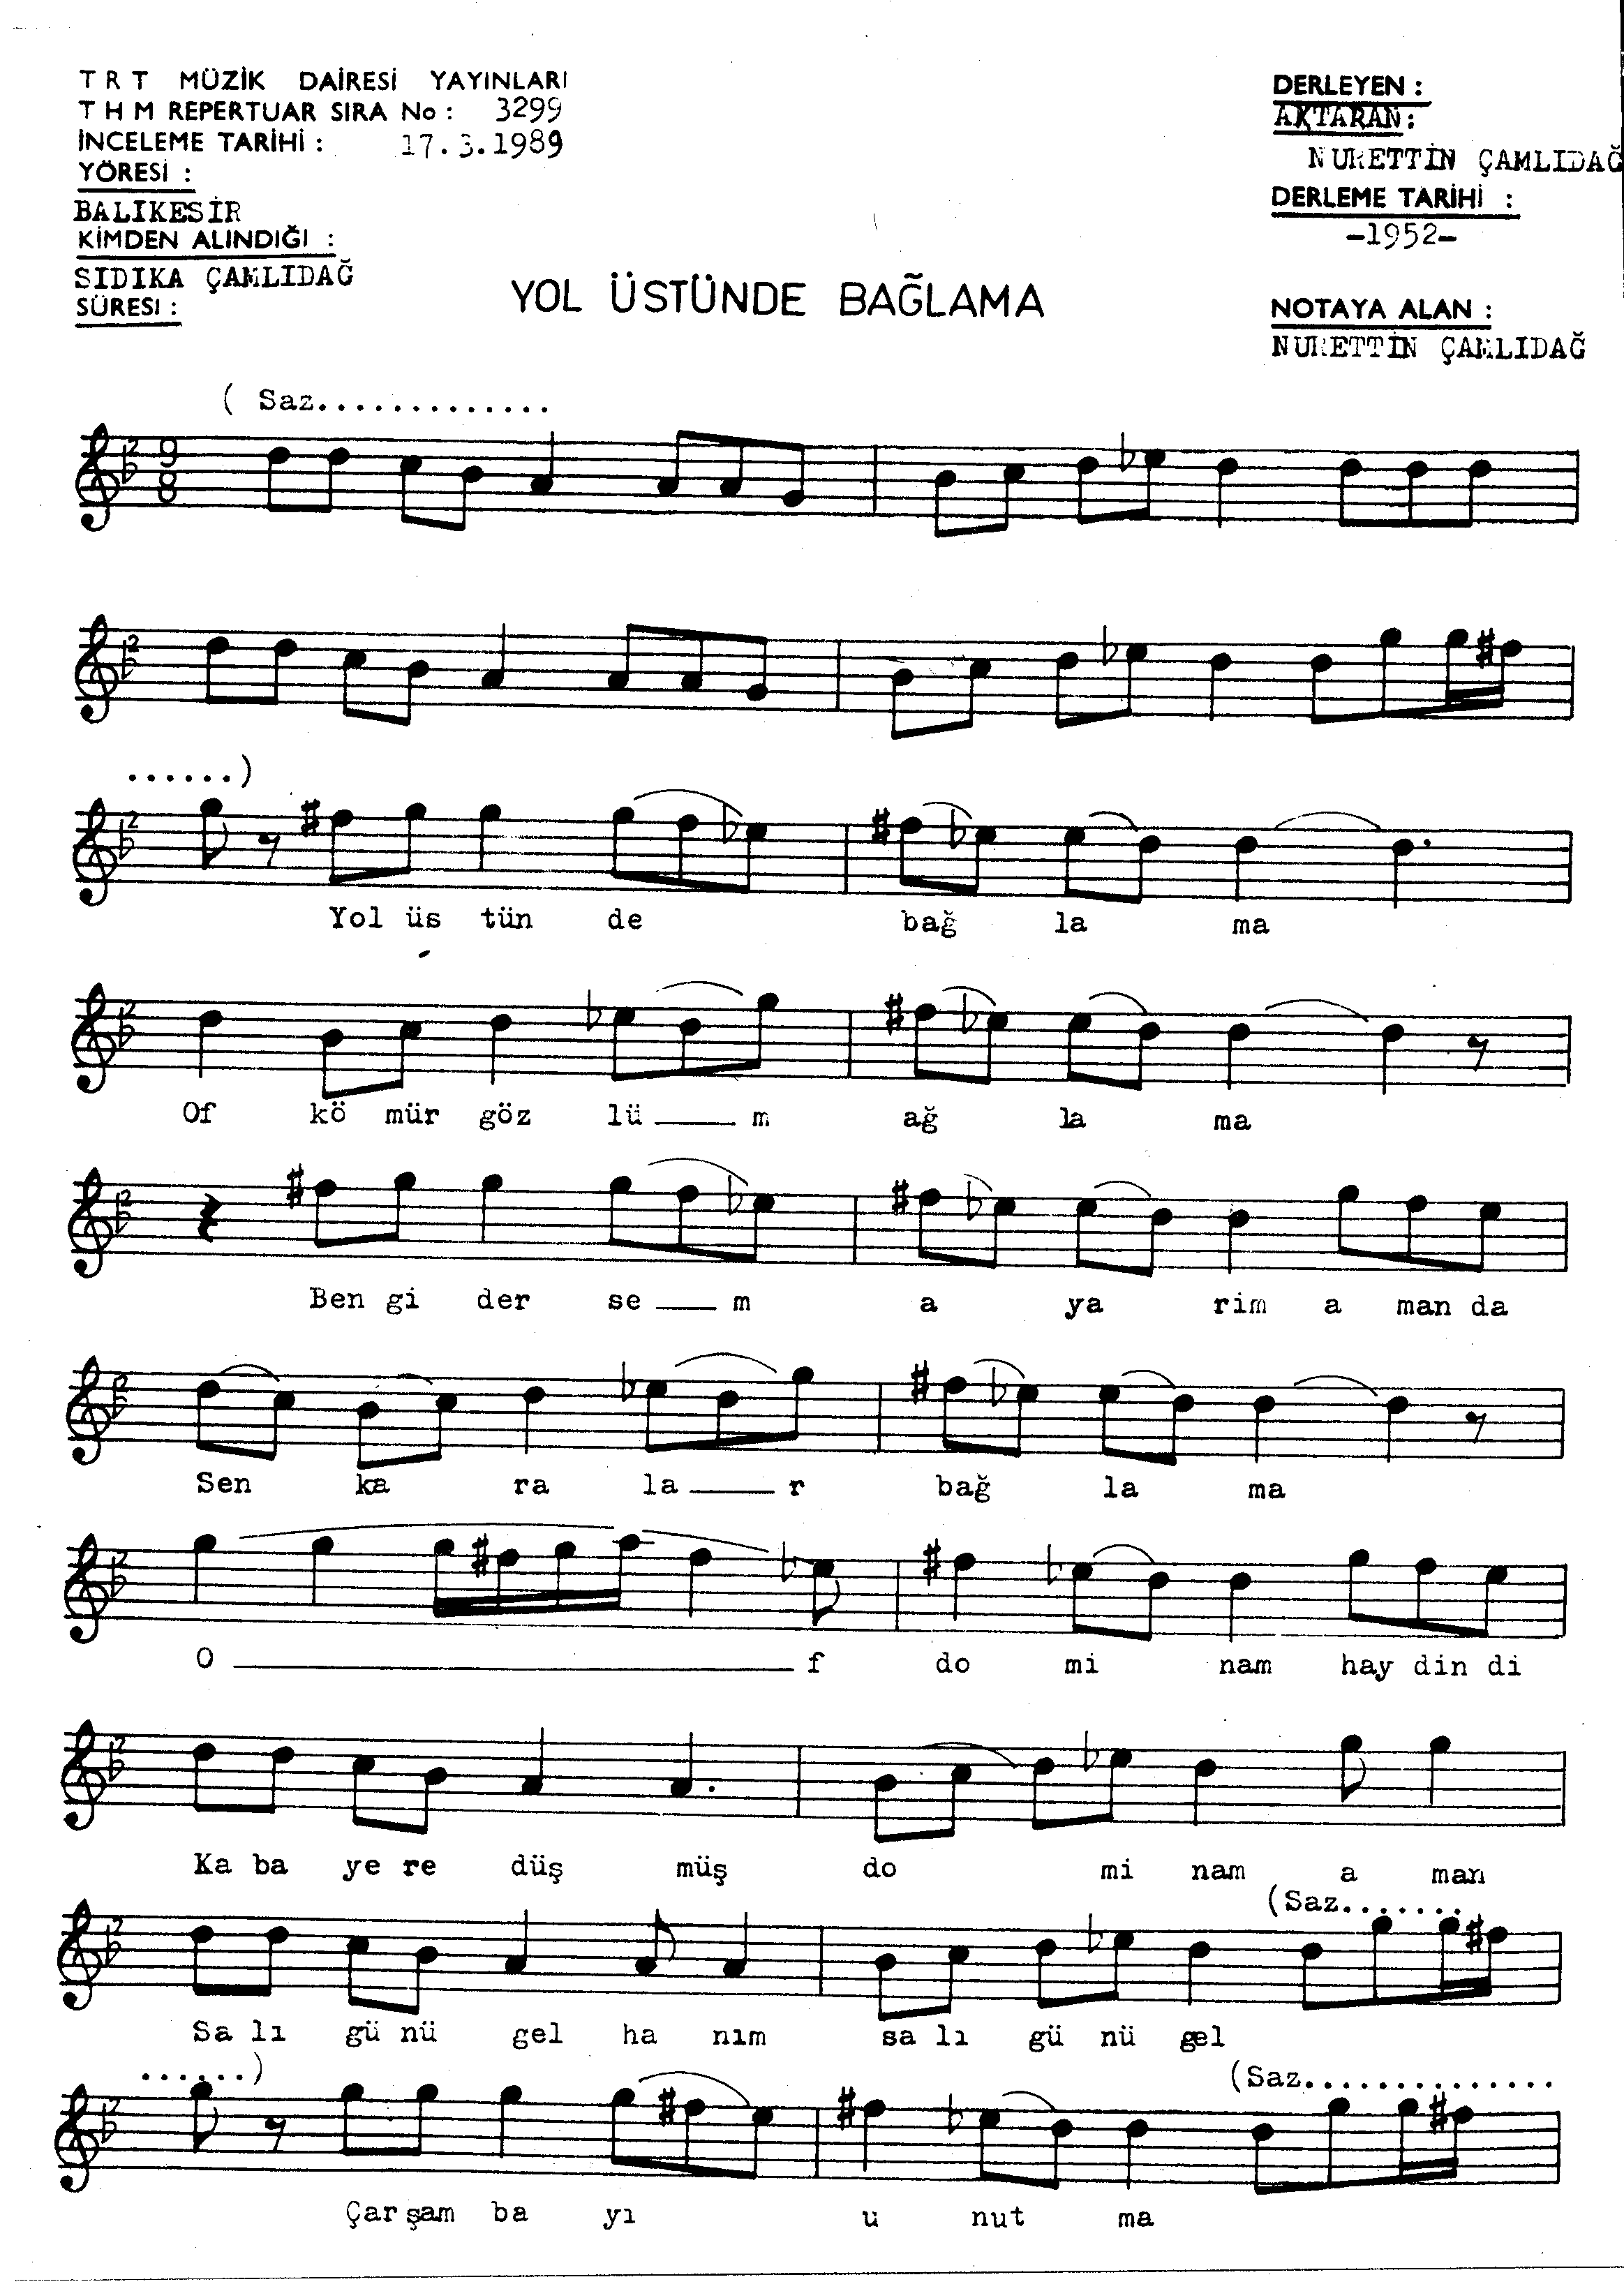 TRT MÜZİK DAİRESİ YAYINLARI
THM REPERTUAR SIRA No : 3299
İNCELEME TARİHİ : 17.3.1989
YÖRESİ :
BALIKESİR
KİMDEN ALINDIĞI :
SIDIKA ÇAMLIDAĞ
SÜRESI :
DERLEYEN :
AKTARAN:
NURETTİN ÇAMLIDAĞ
DERLEME TARİHİ :
-1952-
NOTAYA ALAN :
NURETTİN ÇAMLIDAĞ
YOL ÜSTÜNDE BAĞLAMA
( Saz.............
9
8
......)
Yol üs tün de bağ la ma
Of kö mür göz lü — m ağ la ma
Ben gi der se — m a ya rim a man da
Sen ka ra la — r bağ la ma
O — f do mi nam hay din di
Ka ba ye re düş müş do mi nam a man
(Saz.......
Sa lı gü nü gel ha nım sa lı gü nü gel
......)
(Saz..............
Çar şam ba yı u nut ma